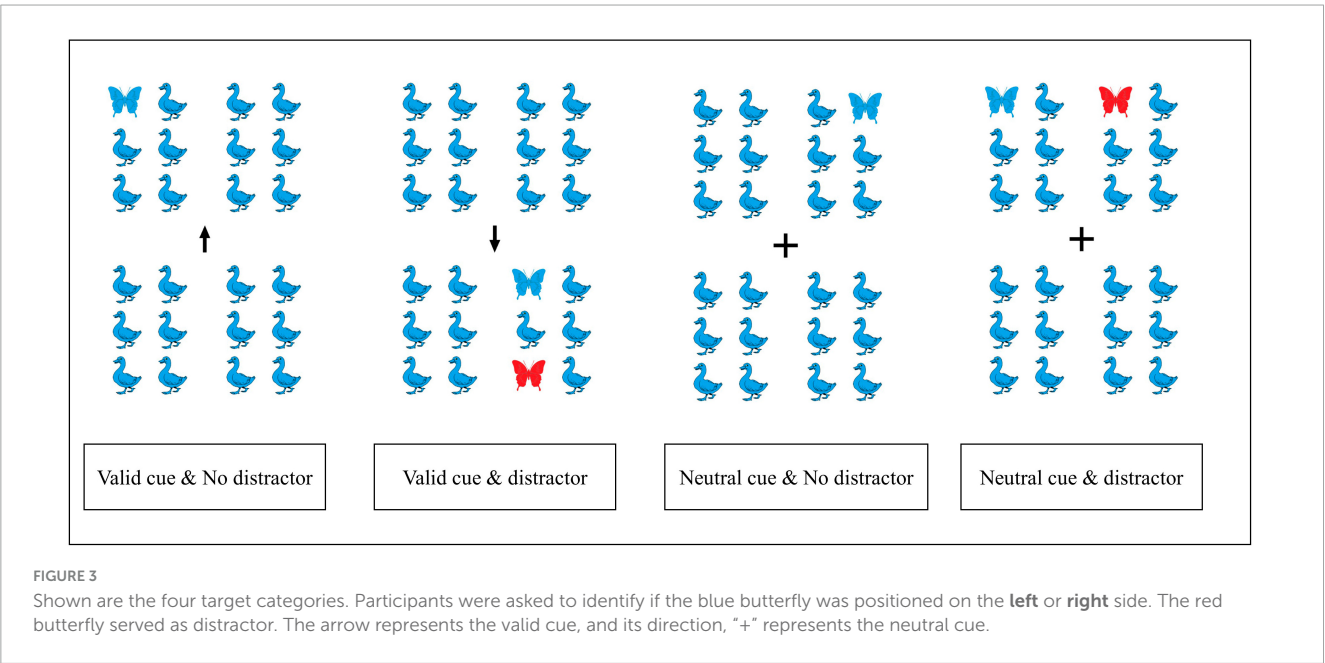 +
+
Valid cue & No distractor
Valid cue & distractor
Neutral cue & No distractor
Neutral cue & distractor
FIGURE 3
Shown are the four target categories. Participants were asked to identify if the blue butterfly was positioned on the left or right side. The red
butterfly served as distractor. The arrow represents the valid cue, and its direction, “+” represents the neutral cue.